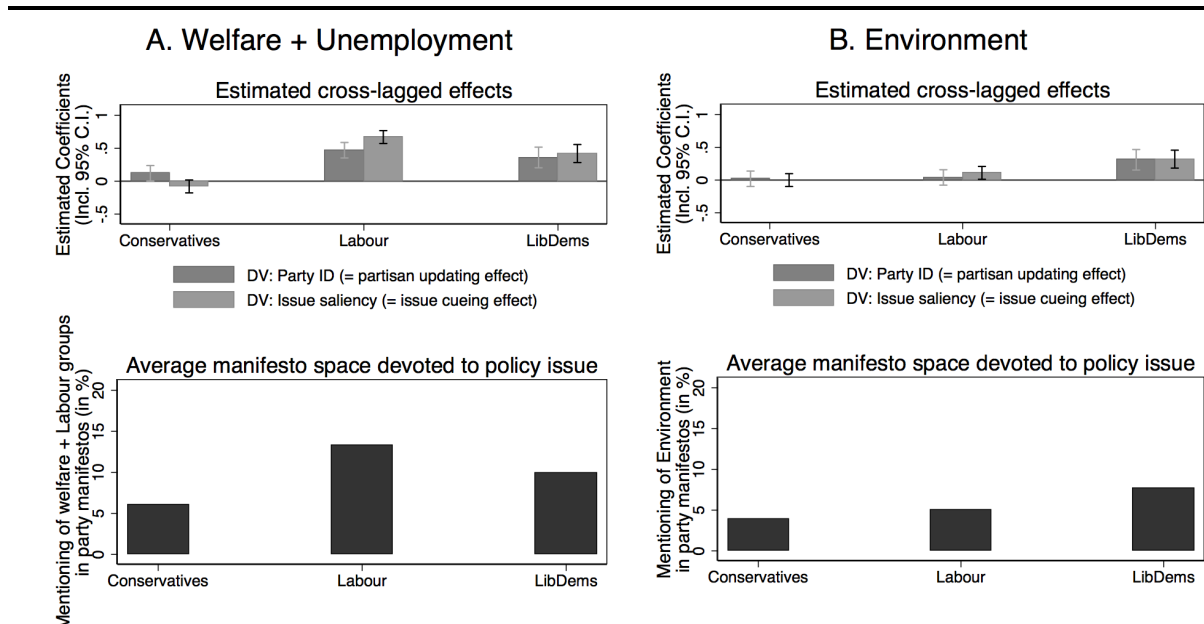 A. Welfare + Unemployment
Estimated cross-lagged effects
Estimated Coefficients
(Incl. 95% C.I.)
1
.5
0
-.5
Conservatives Labour LibDems
DV: Party ID (= partisan updating effect)
DV: Issue saliency (= issue cueing effect)
Average manifesto space devoted to policy issue
Mentioning of welfare + Labour groups
in party manifestos (in %)
20
15
10
5
0
Conservatives Labour LibDems
B. Environment
Estimated cross-lagged effects
Estimated Coefficients
(Incl. 95% C.I.)
1
.5
0
-.5
Conservatives Labour LibDems
DV: Party ID (= partisan updating effect)
DV: Issue saliency (= issue cueing effect)
Average manifesto space devoted to policy issue
Mentioning of Environment
in party manifestos (in %)
20
15
10
5
0
Conservatives Labour LibDems